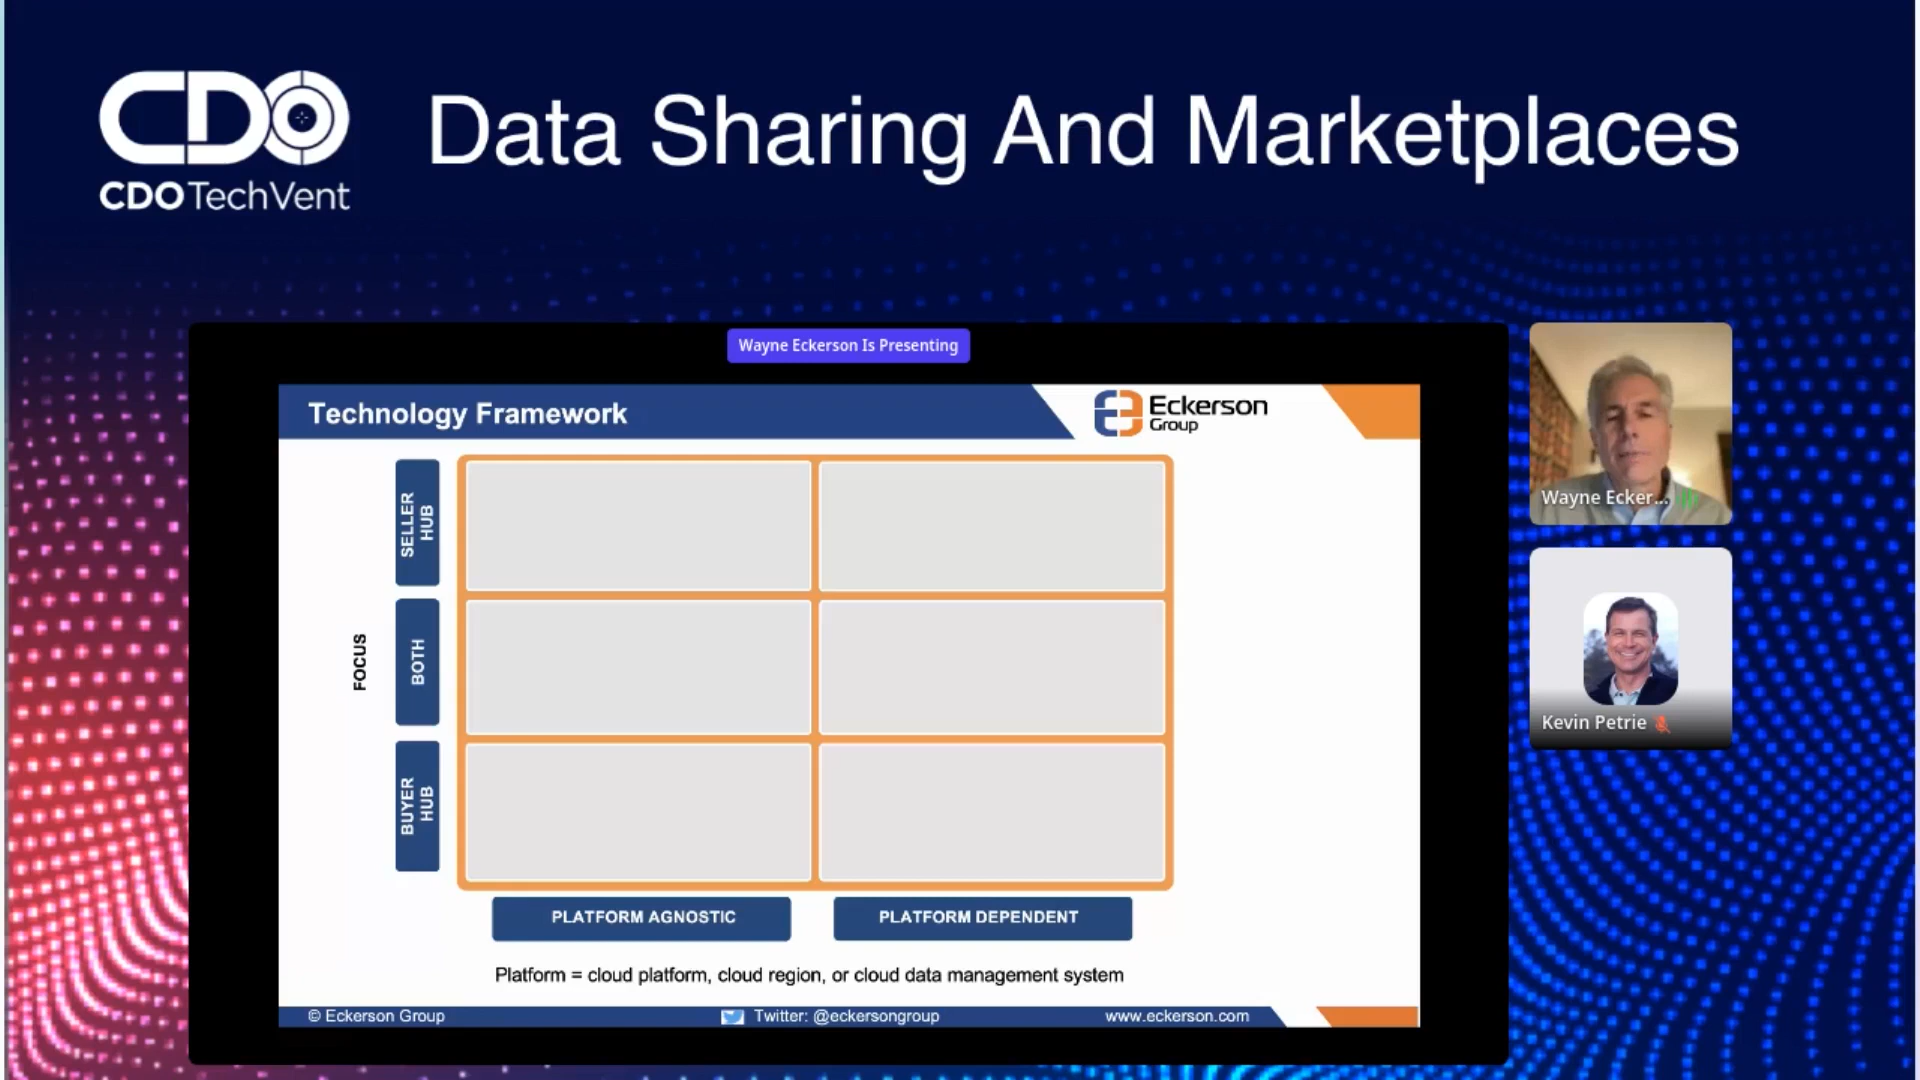 CDO
CDO TechVent
Data Sharing And Marketplaces
Wayne Eckerson Is Presenting
Technology Framework
Eckerson
Group
FOCUS
SELLER
HUB
BOTH
BUYER
HUB
PLATFORM AGNOSTIC
PLATFORM DEPENDENT
Platform = cloud platform, cloud region, or cloud data management system
© Eckerson Group
Twitter: @eckersongroup
www.eckerson.com
Wayne Ecker...
Kevin Petrie